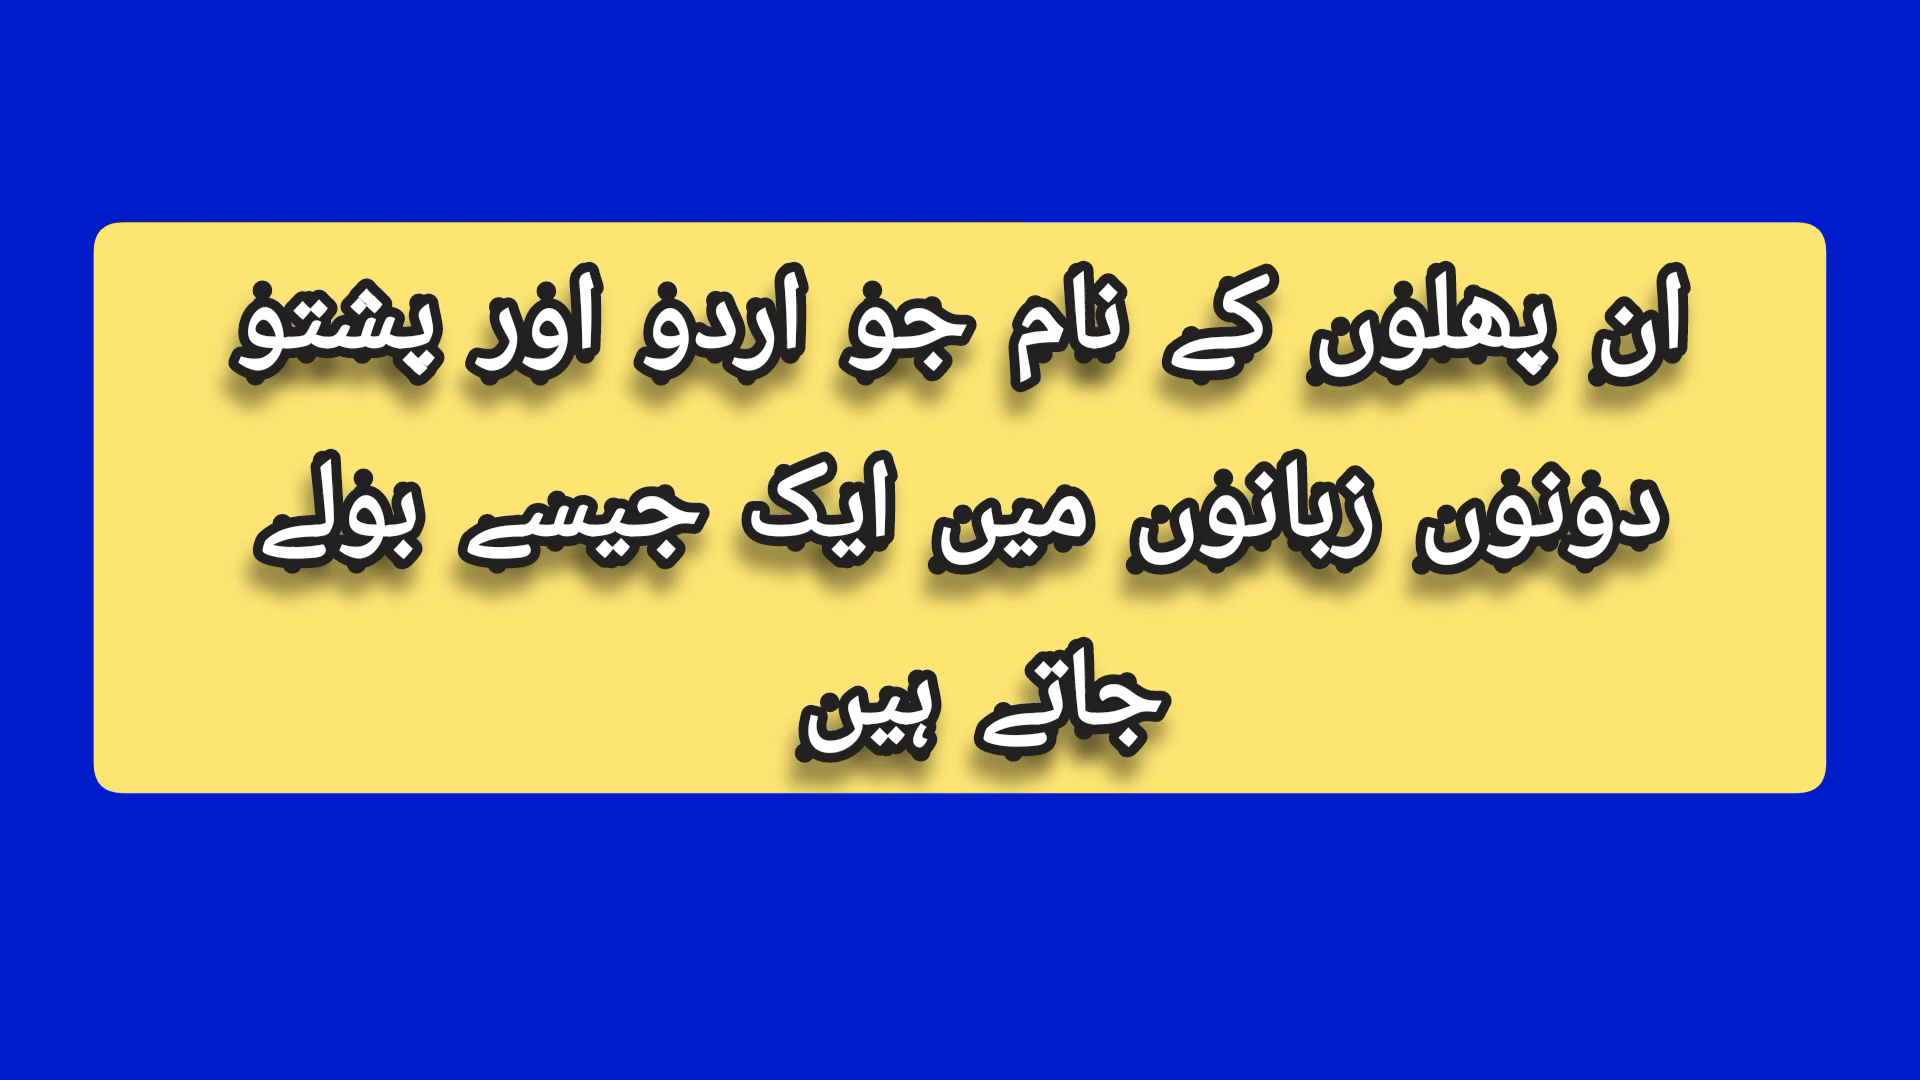 ان پھلوں کے نام جو اردو اور پشتو
دونوں زبانوں میں ایک جیسے بولے
جاتے ہیں